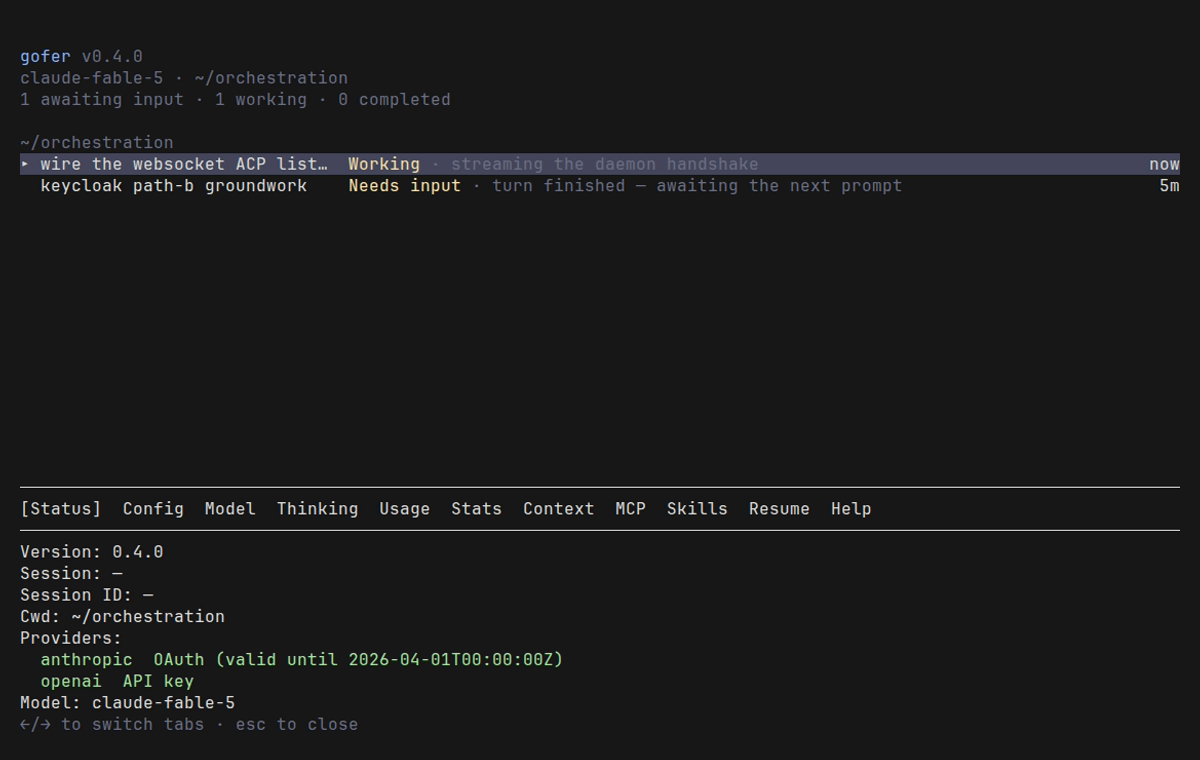 gofer v0.4.0
claude-fable-5 · ~/orchestration
1 awaiting input · 1 working · 0 completed
~/orchestration
▸ wire the websocket ACP list… Working · streaming the daemon handshake now
keycloak path-b groundwork Needs input · turn finished — awaiting the next prompt 5m
[Status] Config Model Thinking Usage Stats Context MCP Skills Resume Help
Version: 0.4.0
Session: —
Session ID: —
Cwd: ~/orchestration
Providers:
anthropic OAuth (valid until 2026-04-01T00:00:00Z)
openai API key
Model: claude-fable-5
←/→ to switch tabs · esc to close